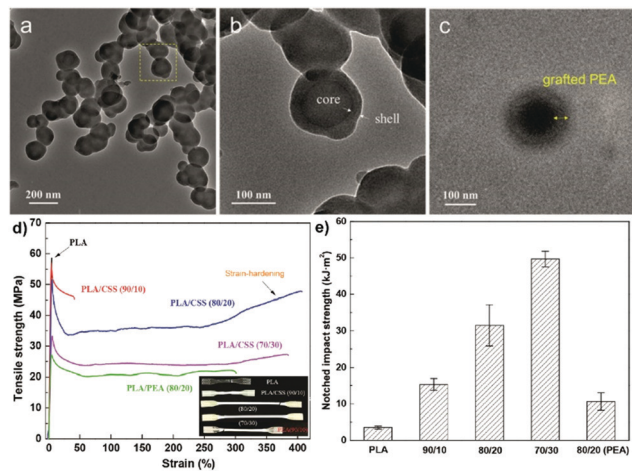 a
200 nm
b
core
shell
100 nm
c
grafted PEA
100 nm
d)
Tensile strength (MPa)
80
70
60
50
40
30
20
10
0
PLA
PLA/CSS (90/10)
Strain-hardening
PLA/CSS (80/20)
PLA/CSS (70/30)
PLA/PEA (80/20)
PLA
PLA/CSS (90/10)
(80/20)
(70/30)
0 50 100 150 200 250 300 350 400
Strain (%)
e)
Notched impact strength (kJ·m²)
60
50
40
30
20
10
0
PLA 90/10 80/20 70/30 80/20 (PEA)